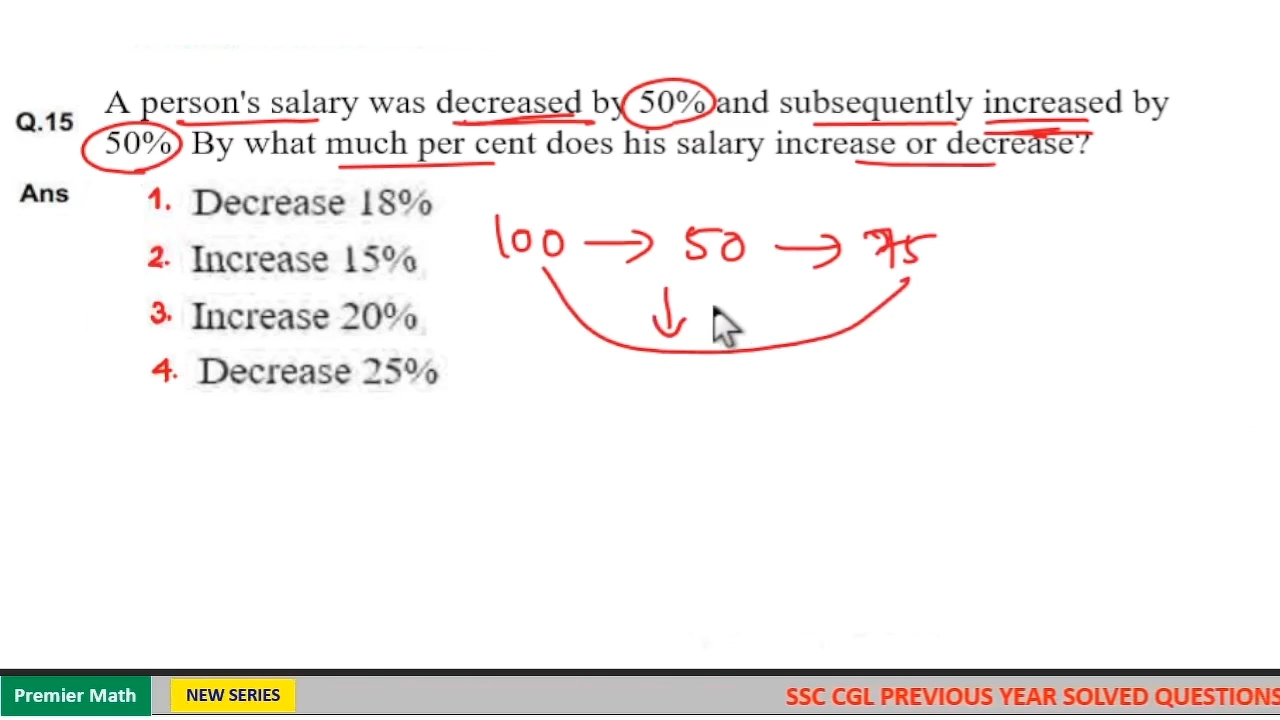 Q.15 A person's salary was decreased by 50% and subsequently increased by
50% By what much per cent does his salary increase or decrease?
Ans
1. Decrease 18%
2. Increase 15%
3. Increase 20%
4. Decrease 25%
100 → 50 → 75
↓
Premier Math NEW SERIES SSC CGL PREVIOUS YEAR SOLVED QUESTIONS